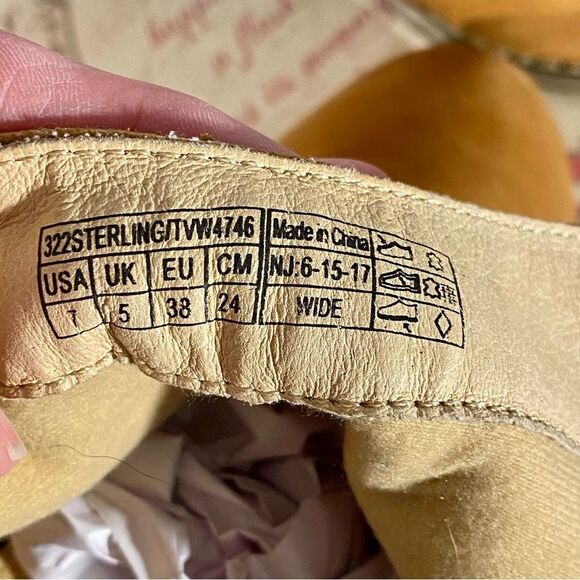 322STERLING/TVW4746 Made in China
USA UK EU CM NJ:6-15-17
7 5 38 24 WIDE